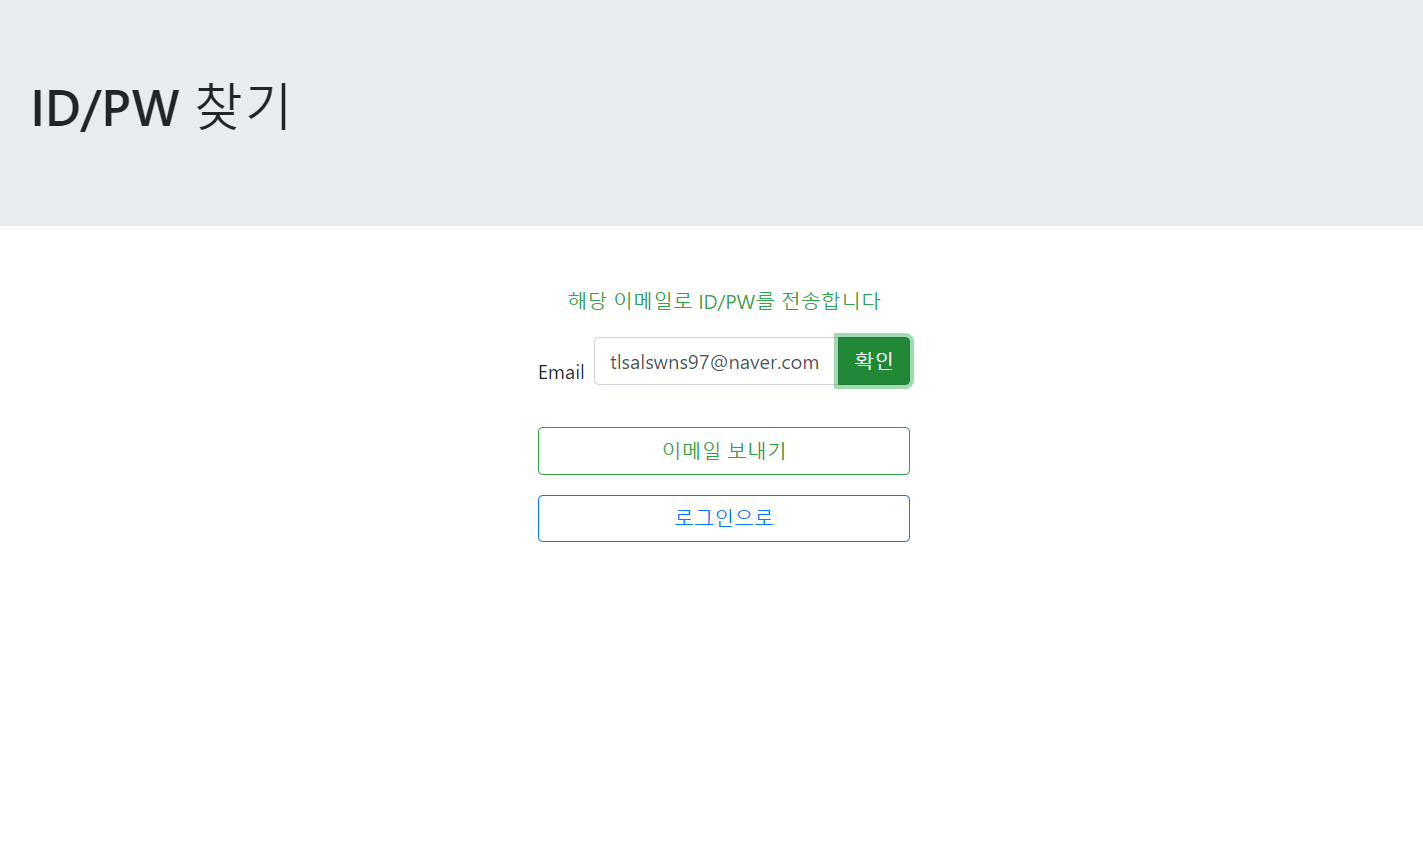 ID/PW 찾기
해당 이메일로 ID/PW를 전송합니다
Email tlsalswns97@naver.com 확인
이메일 보내기
로그인으로